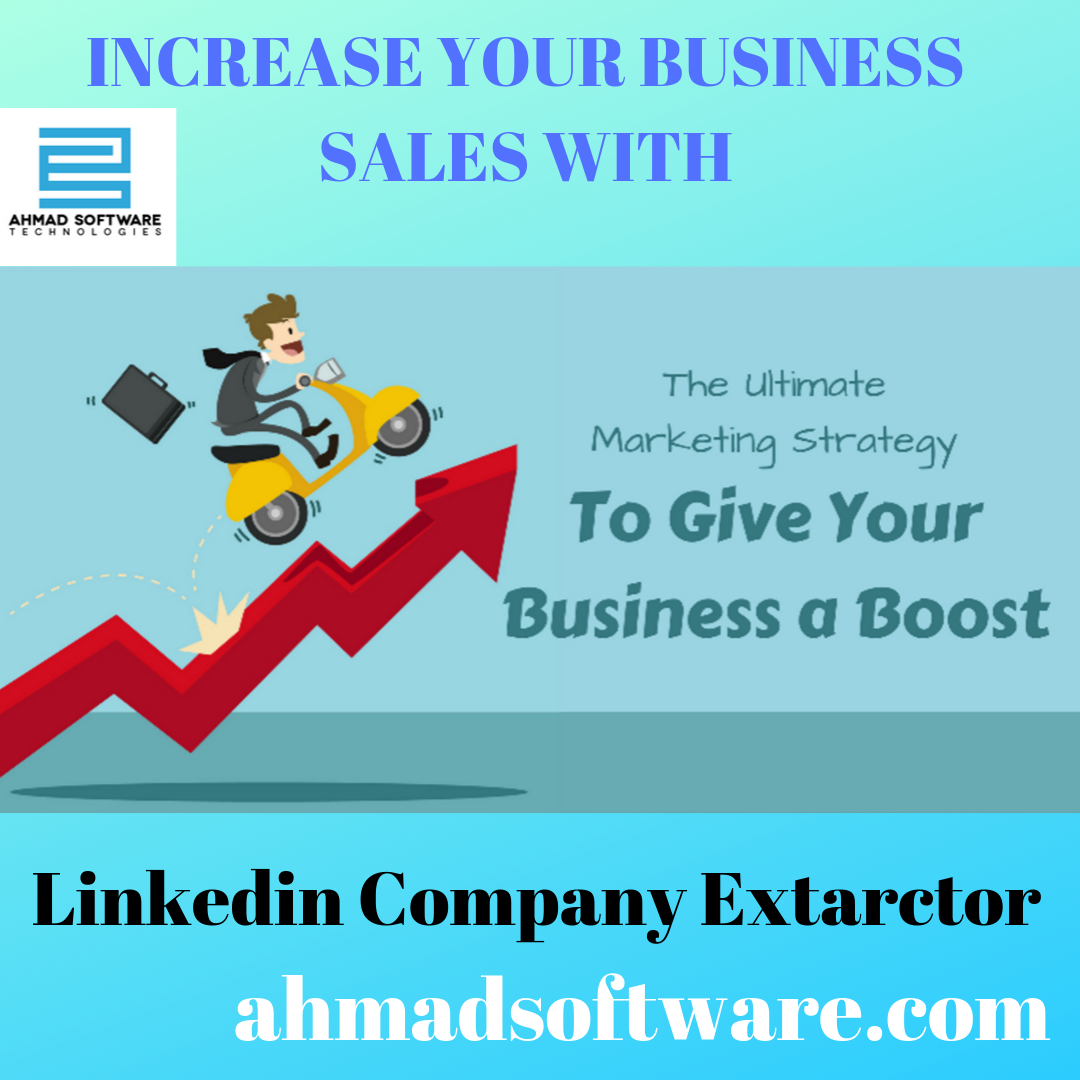 INCREASE YOUR BUSINESS
SALES WITH
AHMAD SOFTWARE
TECHNOLOGIES
The Ultimate
Marketing Strategy
To Give Your
Business a Boost
Linkedin Company Extarctor
ahmadsoftware.com